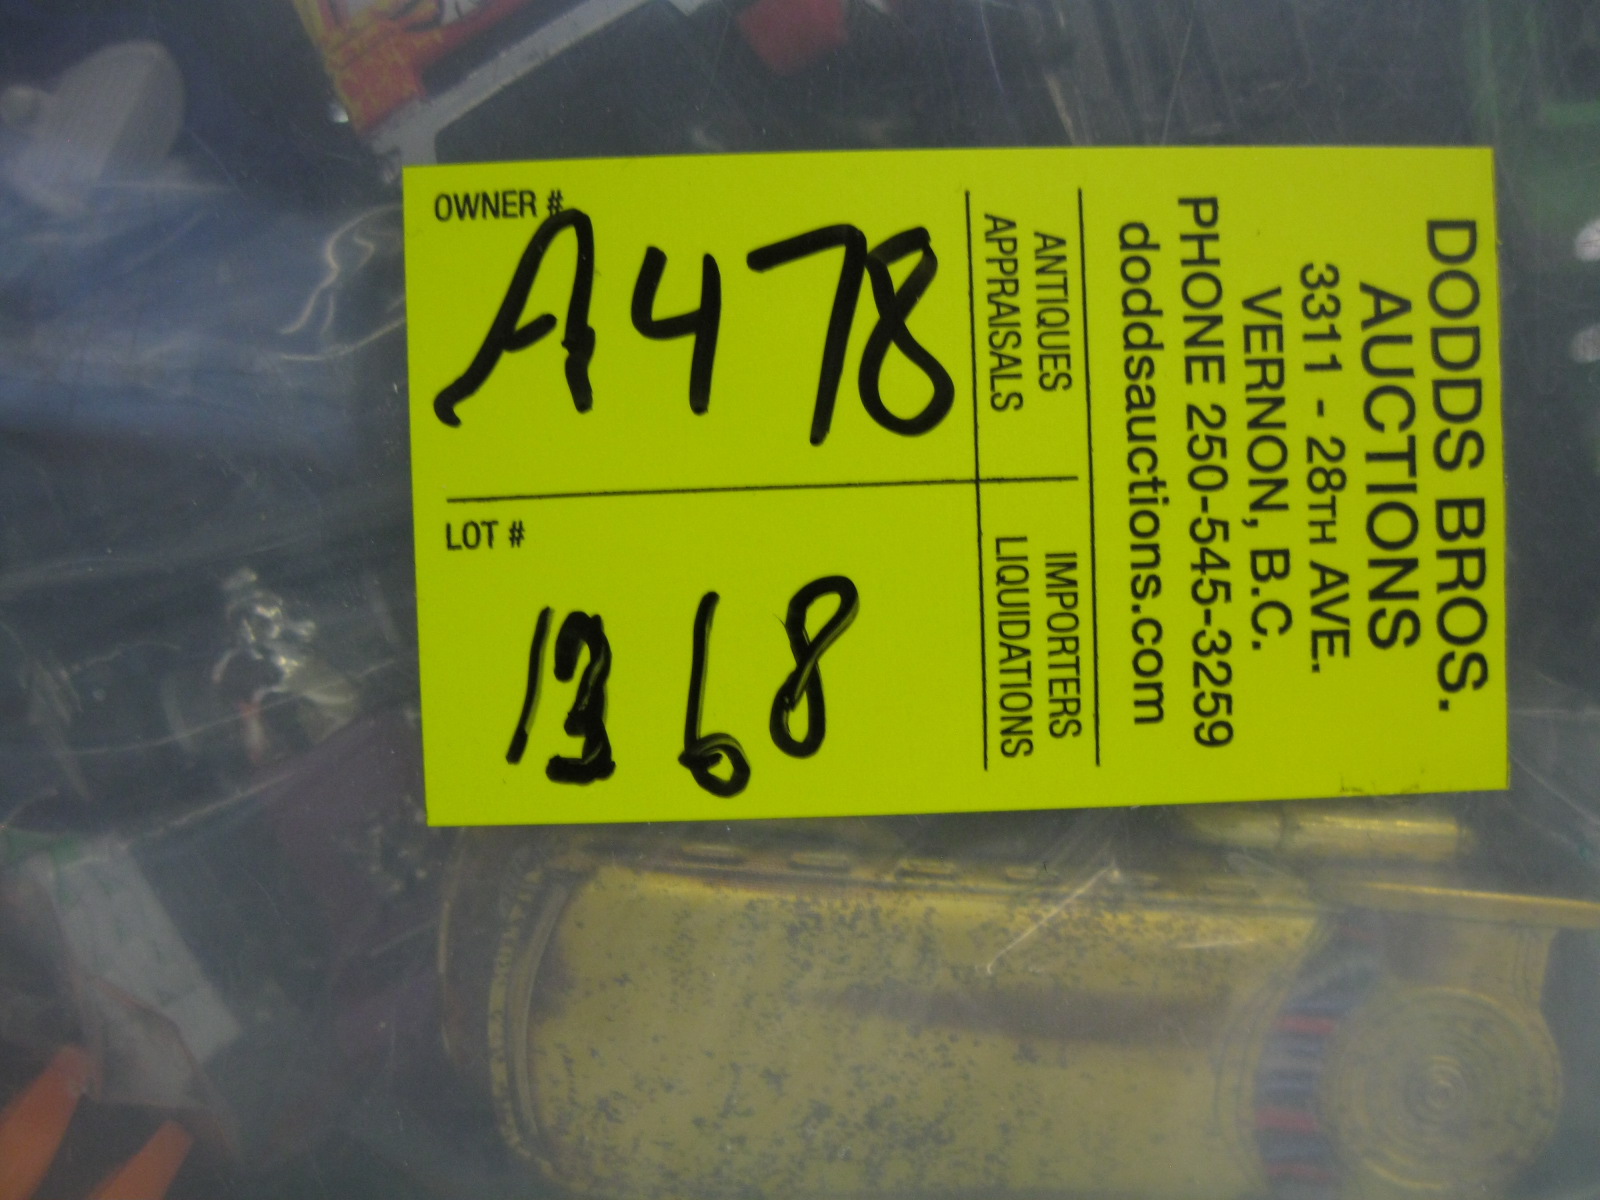 DODDS BROS.
AUCTIONS
3311 - 28TH AVE.
VERNON, B.C.
PHONE 250-545-3259
doddsauctions.com
ANTIQUES
APPRAISALS
IMPORTERS
LIQUIDATIONS
OWNER #
A478
LOT #
1368